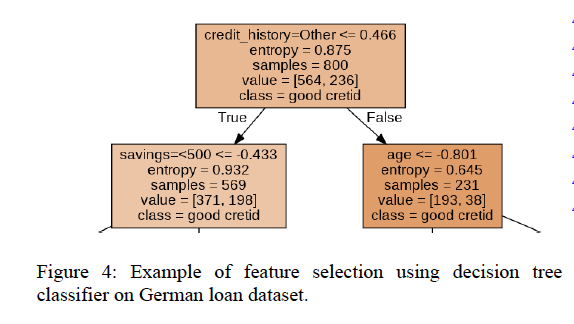 credit_history=Other <= 0.466
entropy = 0.875
samples = 800
value = [564, 236]
class = good cretid
True
False
savings=<500 <= -0.433
entropy = 0.932
samples = 569
value = [371, 198]
class = good cretid
age <= -0.801
entropy = 0.645
samples = 231
value = [193, 38]
class = good cretid
Figure 4: Example of feature selection using decision tree
classifier on German loan dataset.